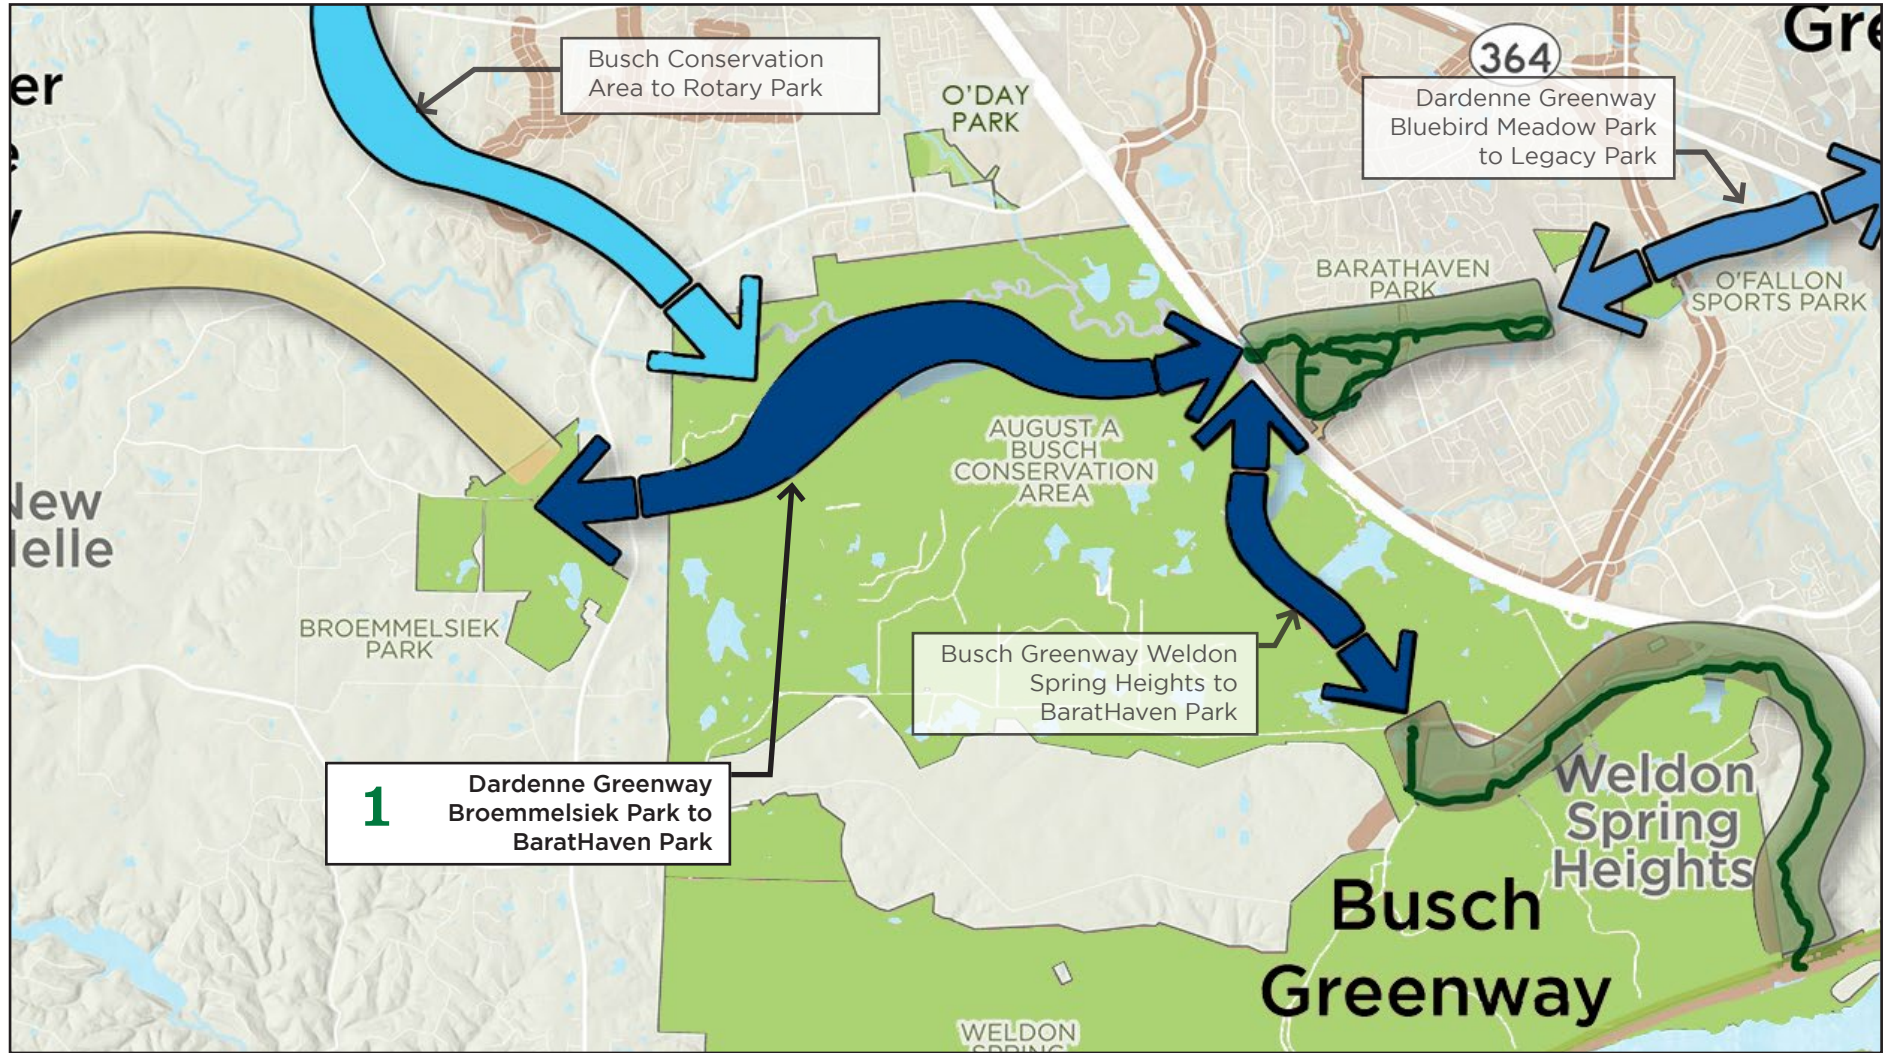 Gre
er
e
y
Busch Conservation
Area to Rotary Park
O'DAY
PARK
364
Dardenne Greenway
Bluebird Meadow Park
to Legacy Park
BARATHAVEN
PARK
O'FALLON
SPORTS PARK
AUGUST A
BUSCH
CONSERVATION
AREA
New
Melle
BROEMMELSIEK
PARK
Busch Greenway Weldon
Spring Heights to
BaratHaven Park
1
Dardenne Greenway
Broemmelsiek Park to
BaratHaven Park
Weldon
Spring
Heights
Busch
Greenway
WELDON
SPRING